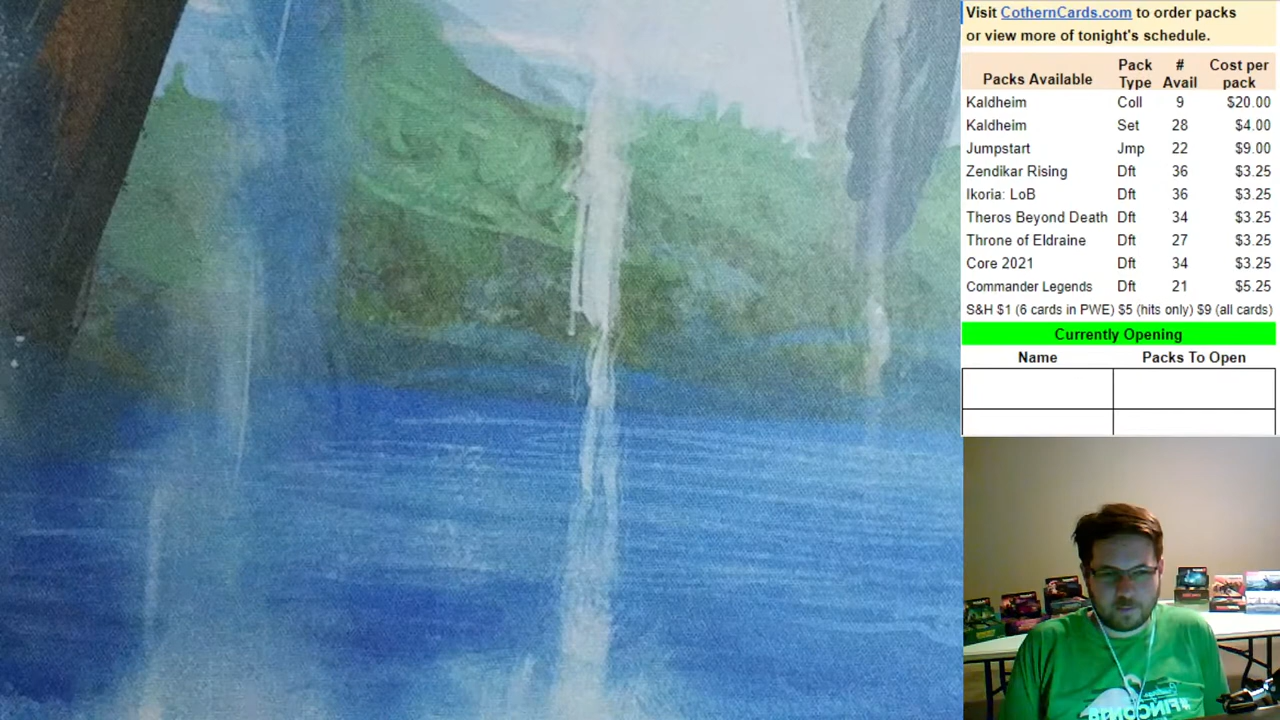 Visit CothernCards.com to order packs
or view more of tonight's schedule.
Packs Available Pack Type # Avail Cost per pack
Kaldheim Coll 9 $20.00
Kaldheim Set 28 $4.00
Jumpstart Jmp 22 $9.00
Zendikar Rising Dft 36 $3.25
Ikoria: LoB Dft 36 $3.25
Theros Beyond Death Dft 34 $3.25
Throne of Eldraine Dft 27 $3.25
Core 2021 Dft 34 $3.25
Commander Legends Dft 21 $5.25
S&H $1 (6 cards in PWE) $5 (hits only) $9 (all cards)
Currently Opening
Name Packs To Open